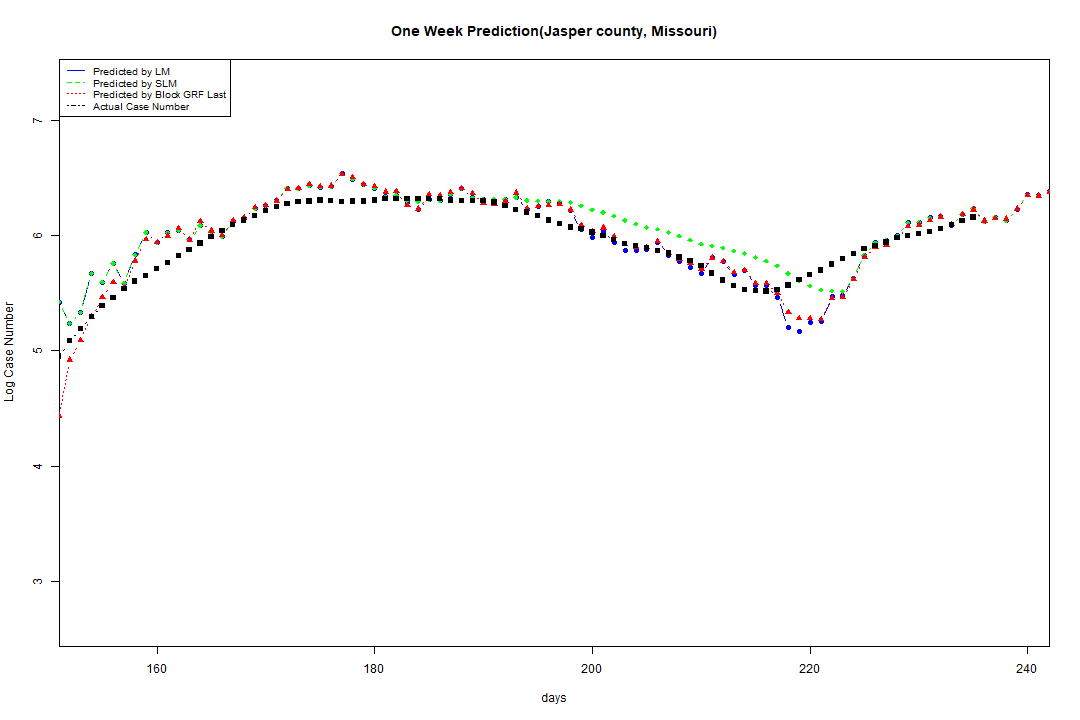 One Week Prediction(Jasper county, Missouri)
Predicted by LM
Predicted by SLM
Predicted by Block GRF Last
Actual Case Number
7
6
5
4
3
Log Case Number
160 180 200 220 240
days